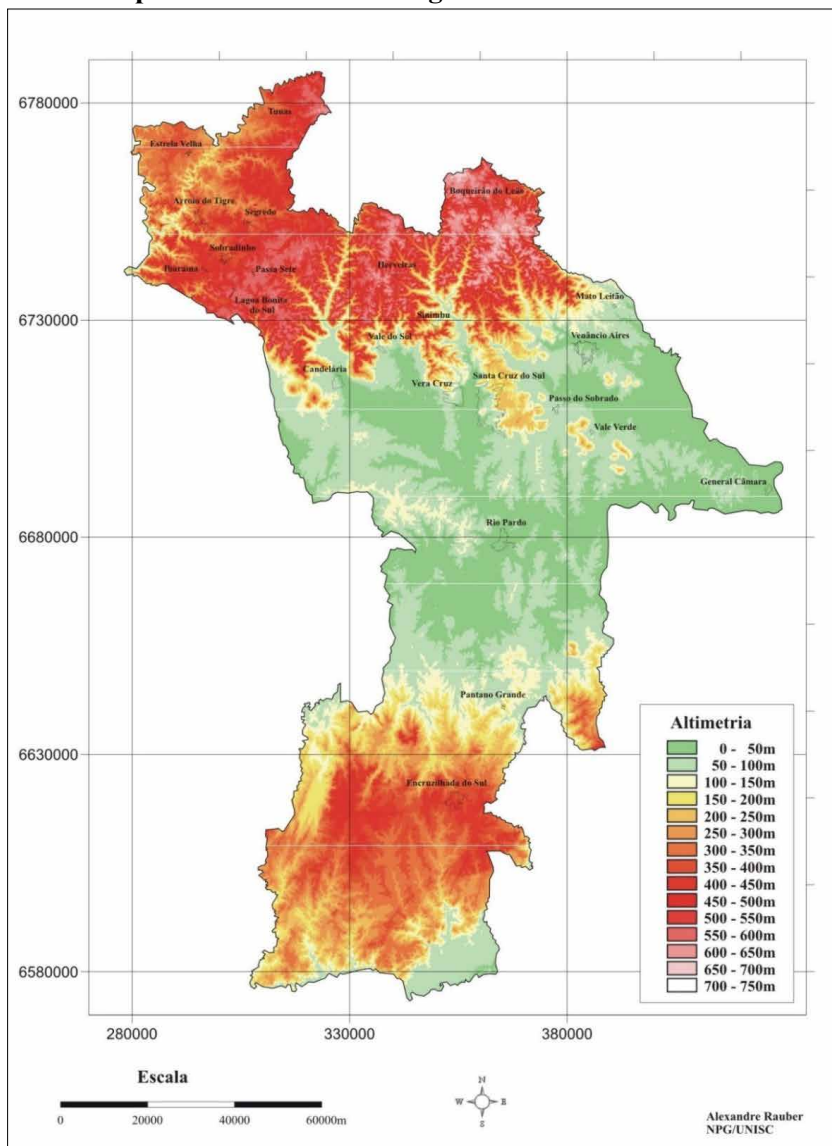 6780000
Tunas
Estrela Velha
Boqueirão do Leão
Arroio do Tigre
Segredo
Sobradinho
Ibarama
Passa Sete
Herveiras
Lagoa Bonita
do Sul
Mato Leitão
6730000
Sinimbu
Vale do Sol
Venâncio Aires
Candelária
Santa Cruz do Sul
Vera Cruz
Passo do Sobrado
Vale Verde
General Câmara
Rio Pardo
6680000
Pantano Grande
6630000
Encruzilhada do Sul
6580000
280000 330000 380000
Altimetria
0 - 50m
50 - 100m
100 - 150m
150 - 200m
200 - 250m
250 - 300m
300 - 350m
350 - 400m
400 - 450m
450 - 500m
500 - 550m
550 - 600m
600 - 650m
650 - 700m
700 - 750m
Escala
0 20000 40000 60000m
N
W E
S
Alexandre Rauber
NPG/UNISC